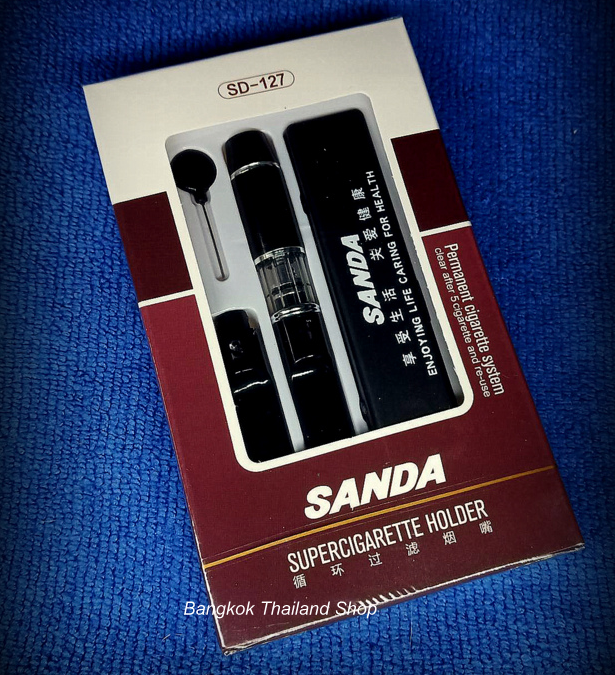 SD-127
SANDA
享受生活 关爱健康
ENJOYING LIFE CARING FOR HEALTH
Permanent cigarette system
clear after 5 cigarette and re-use
SANDA
SUPERCIGARETTE HOLDER
循环过滤烟嘴
Bangkok Thailand Shop